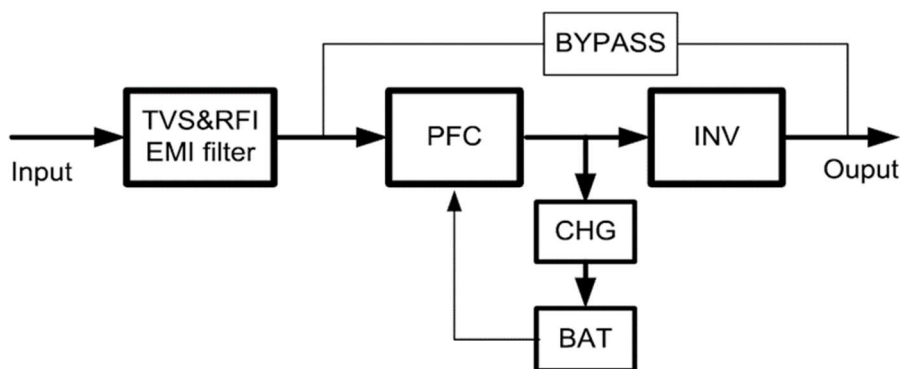 BYPASS
TVS&RFI
EMI filter
PFC
INV
Input
Ouput
CHG
BAT